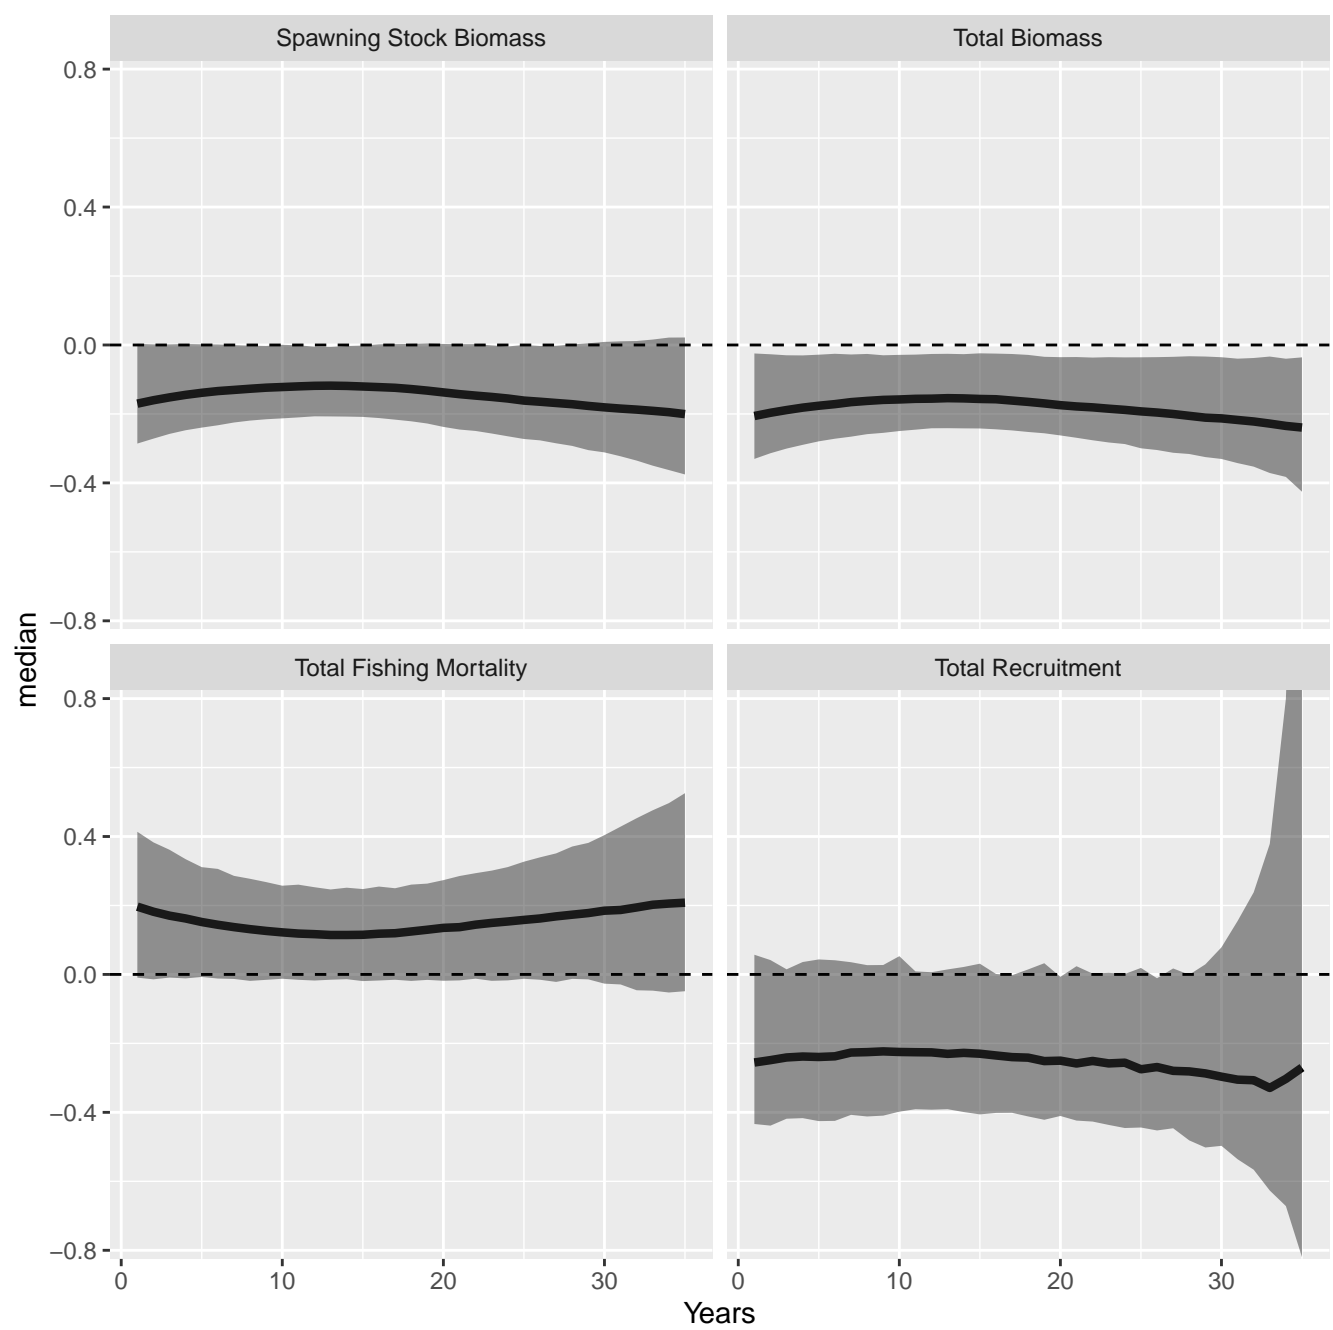 Spawning Stock Biomass
Total Biomass
0.8
0.4
0.0
−0.4
−0.8
Total Fishing Mortality
Total Recruitment
0.8
0.4
0.0
−0.4
−0.8
0 10 20 30
0 10 20 30
median
Years